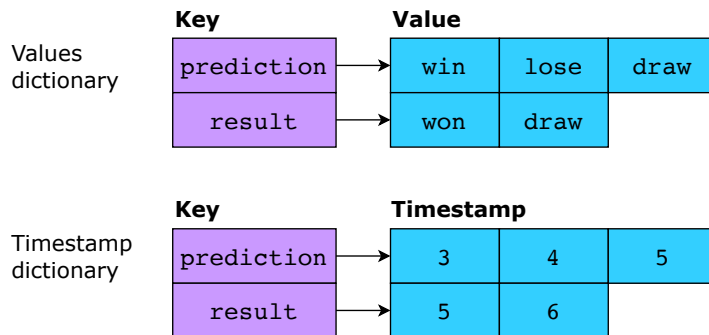 Key Value
Values
dictionary
prediction win lose draw
result won draw
Key Timestamp
Timestamp
dictionary
prediction 3 4 5
result 5 6